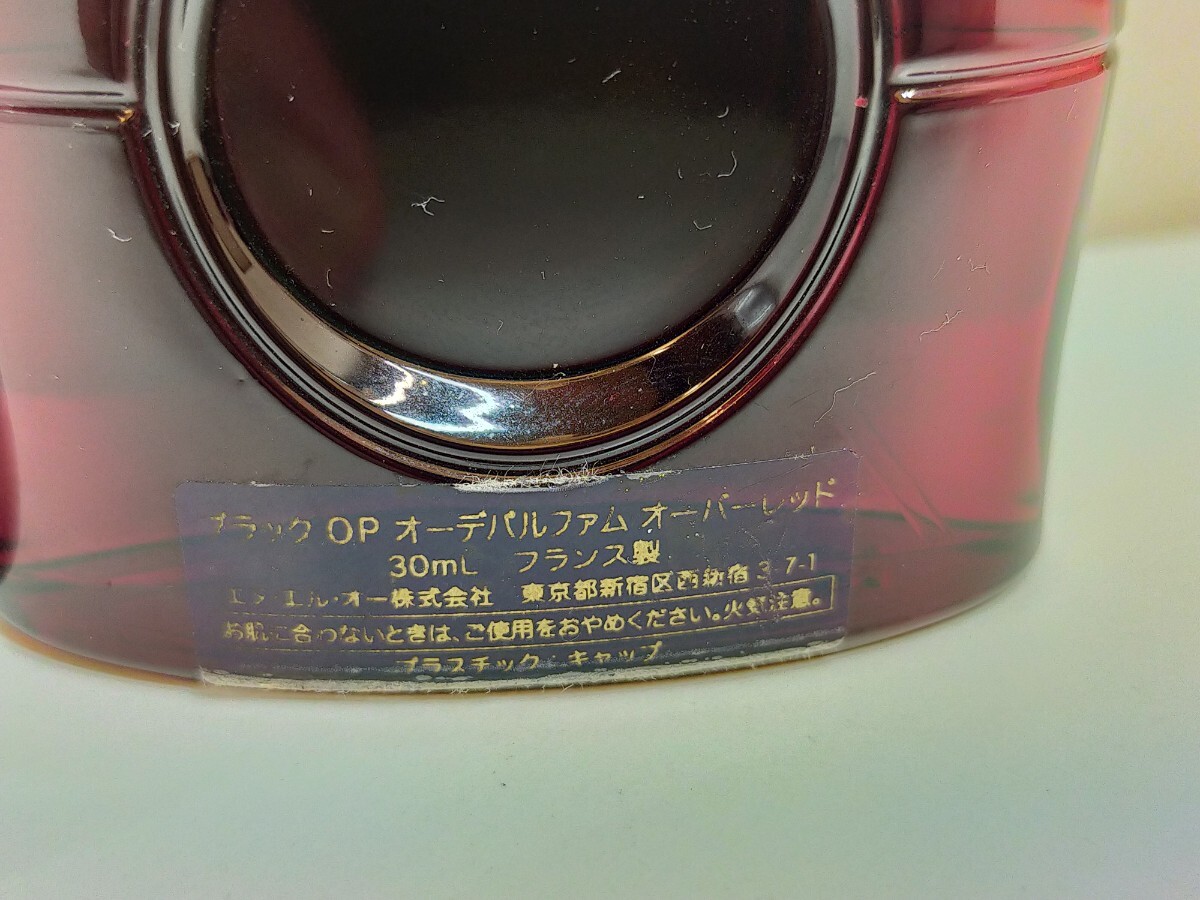 ブラック OP オーデパルファム オーバーレッド
30mL フランス製
エフ エル・オー株式会社 東京都新宿区西新宿 3-7-1
お肌に合わないときは、ご使用をおやめください。火気注意。
プラスチック:キャップ